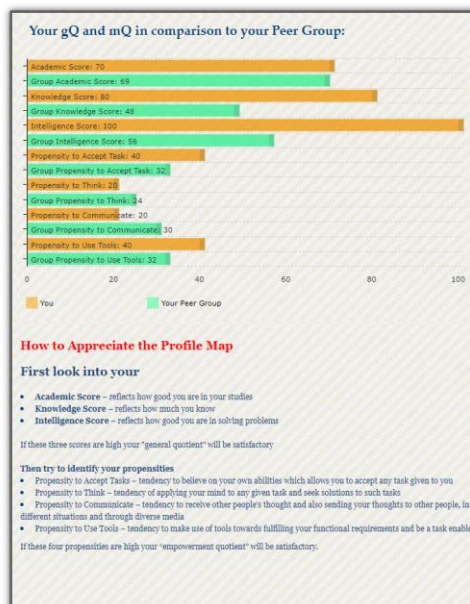 Your gQ and mQ in comparison to your Peer Group:
Academic Score: 70
Group Academic Score: 69
Knowledge Score: 80
Group Knowledge Score: 48
Intelligence Score: 100
Group Intelligence Score: 56
Propensity to Accept Task: 40
Group Propensity to Accept Task: 32
Propensity to Think: 20
Group Propensity to Think: 24
Propensity to Communicate: 20
Group Propensity to Communicate: 30
Propensity to Use Tools: 40
Group Propensity to Use Tools: 32
0 20 40 60 80 100
You Your Peer Group
How to Appreciate the Profile Map
First look into your
• Academic Score – reflects how good you are in your studies
• Knowledge Score – reflects how much you know
• Intelligence Score – reflects how good you are in solving problems
If these three scores are high your "general quotient" will be satisfactory
Then try to identify your propensities
• Propensity to Accept Tasks – tendency to believe on your own abilities which allows you to accept any task given to you
• Propensity to Think – tendency of applying your mind to any given task and seek solutions to such tasks
• Propensity to Communicate – tendency to receive other people's thought and also sending your thoughts to other people, in
different situations and through diverse media
• Propensity to Use Tools – tendency to make use of tools towards fulfilling your functional requirements and be a task enable
If these four propensities are high your "empowerment quotient" will be satisfactory.